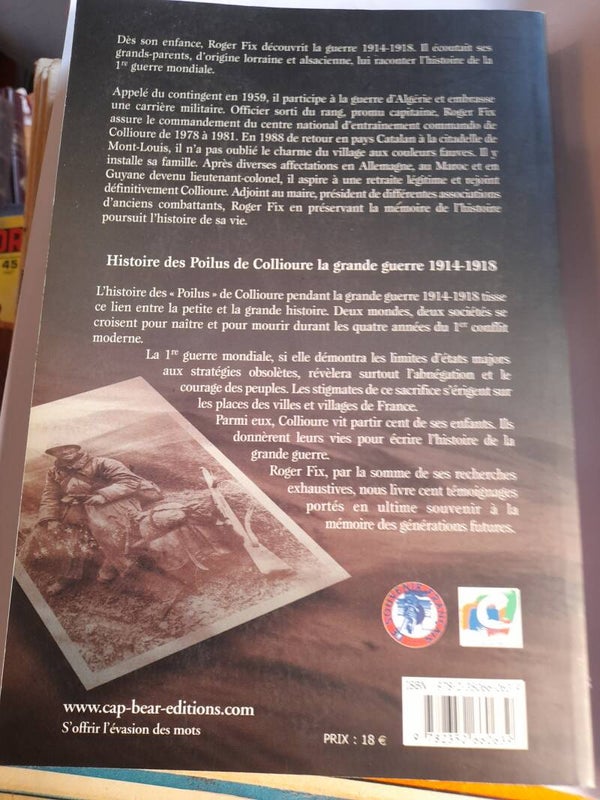 Dès son enfance, Roger Fix découvrit la guerre 1914-1918. Il écoutait ses
grands-parents, d'origine lorraine et alsacienne, lui raconter l'histoire de la
1re guerre mondiale.
Appelé du contingent en 1959, il participe à la guerre d'Algérie et embrasse
une carrière militaire. Officier sorti du rang, promu capitaine, Roger Fix
assure le commandement du centre national d'entraînement commando de
Collioure de 1978 à 1981. En 1988 de retour en pays Catalan à la citadelle de
Mont-Louis, il n'a pas oublié le charme du village aux couleurs fauves. Il y
installe sa famille. Après diverses affectations en Allemagne, au Maroc et en
Guyane devenu lieutenant-colonel, il aspire à une retraite légitime et rejoint
définitivement Collioure. Adjoint au maire, président de différentes associations
d'anciens combattants, Roger Fix en préservant la mémoire de l'histoire
poursuit l'histoire de sa vie.
Histoire des Poilus de Collioure la grande guerre 1914-1918
L'histoire des « Poilus » de Collioure pendant la grande guerre 1914-1918 tisse
ce lien entre la petite et la grande histoire. Deux mondes, deux sociétés se
croisent pour naître et pour mourir durant les quatre années du 1er conflit
moderne.
La 1re guerre mondiale, si elle démontra les limites d'états majors
aux stratégies obsolètes, révèlera surtout l'abnégation et le
courage des peuples. Les stigmates de ce sacrifice s'érigent sur
les places des villes et villages de France.
Parmi eux, Collioure vit partir cent de ses enfants. Ils
donnèrent leurs vies pour écrire l'histoire de la
grande guerre.
Roger Fix, par la somme de ses recherches
exhaustives, nous livre cent témoignages
portés en ultime souvenir à la
mémoire des générations futures.
SOUVENIR FRANÇAIS
C
ISBN
www.cap-bear-editions.com
S'offrir l'évasion des mots
PRIX : 18 €
45